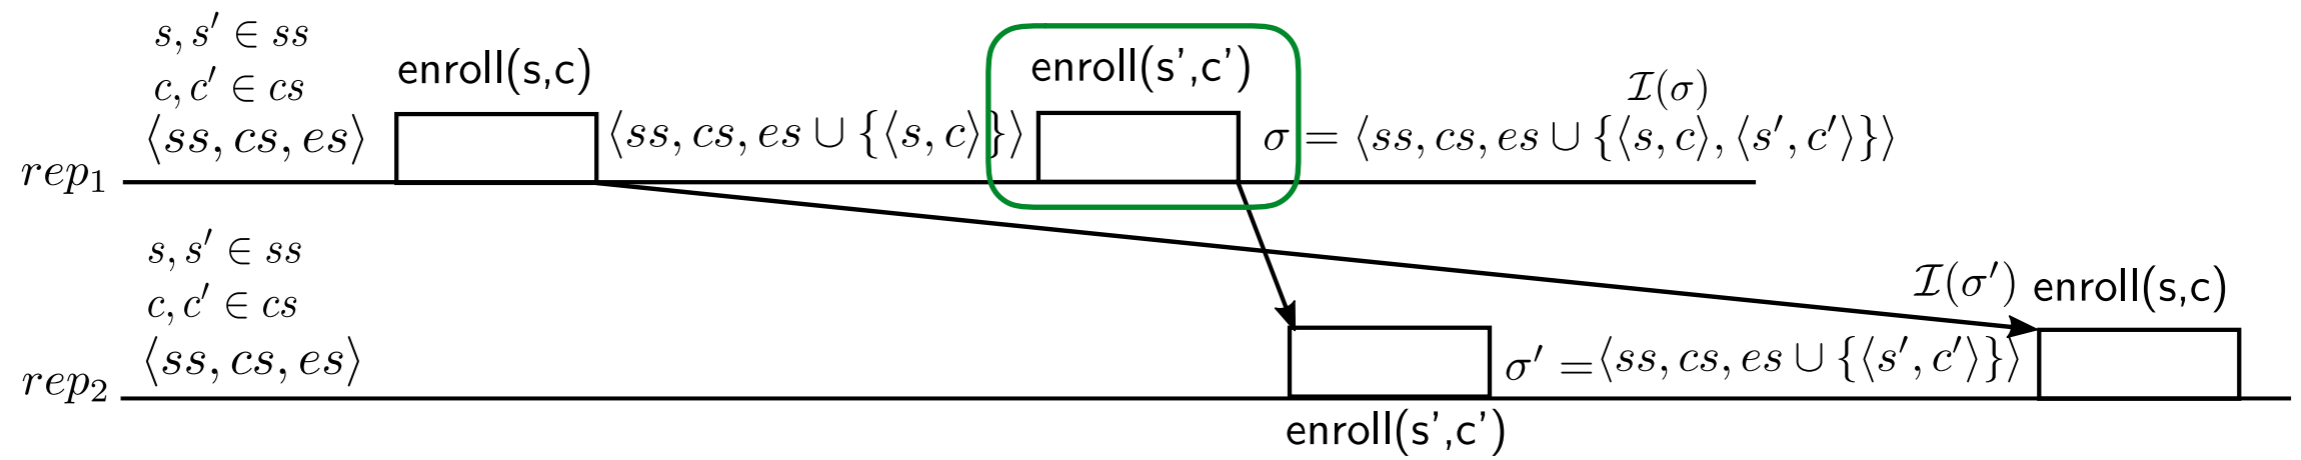 s, s′ ∈ ss
c, c′ ∈ cs
enroll(s,c)
enroll(s',c')
I(σ)
⟨ss, cs, es⟩
⟨ss, cs, es ∪ {⟨s, c⟩}⟩
σ = ⟨ss, cs, es ∪ {⟨s, c⟩, ⟨s′, c′⟩}⟩
rep₁
s, s′ ∈ ss
c, c′ ∈ cs
I(σ′) enroll(s,c)
⟨ss, cs, es⟩
σ′ = ⟨ss, cs, es ∪ {⟨s′, c′⟩}⟩
rep₂
enroll(s',c')